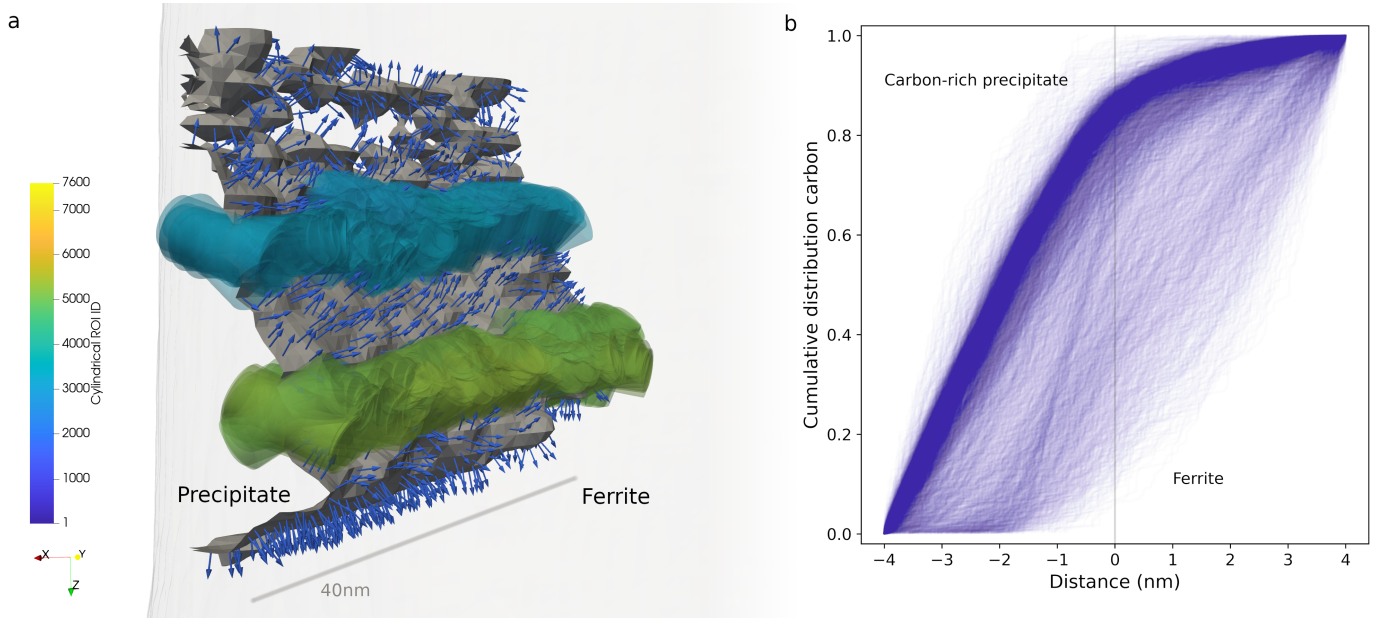 a
7600
7000
6000
5000
4000
3000
2000
1000
1
Cylindrical ROI ID
X
Y
Z
Precipitate
Ferrite
40nm
b
Cumulative distribution carbon
1.0
0.8
0.6
0.4
0.2
0.0
Carbon-rich precipitate
Ferrite
−4 −3 −2 −1 0 1 2 3 4
Distance (nm)